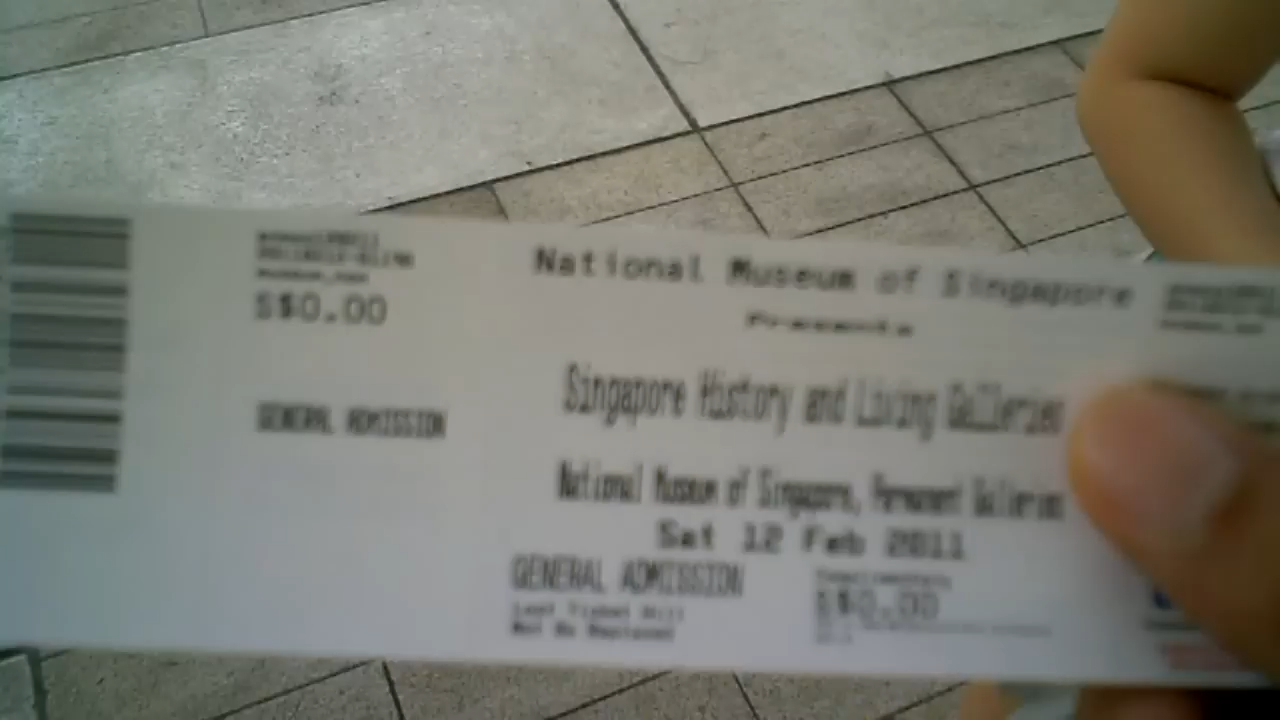 S$0.00
GENERAL ADMISSION
National Museum of Singapore
Presents
Singapore History and Living Galleries
National Museum of Singapore, Permanent Galleries
Sat 12 Feb 2011
GENERAL ADMISSION
Lost Ticket Will
Not Be Replaced
Complimentary
S$0.00